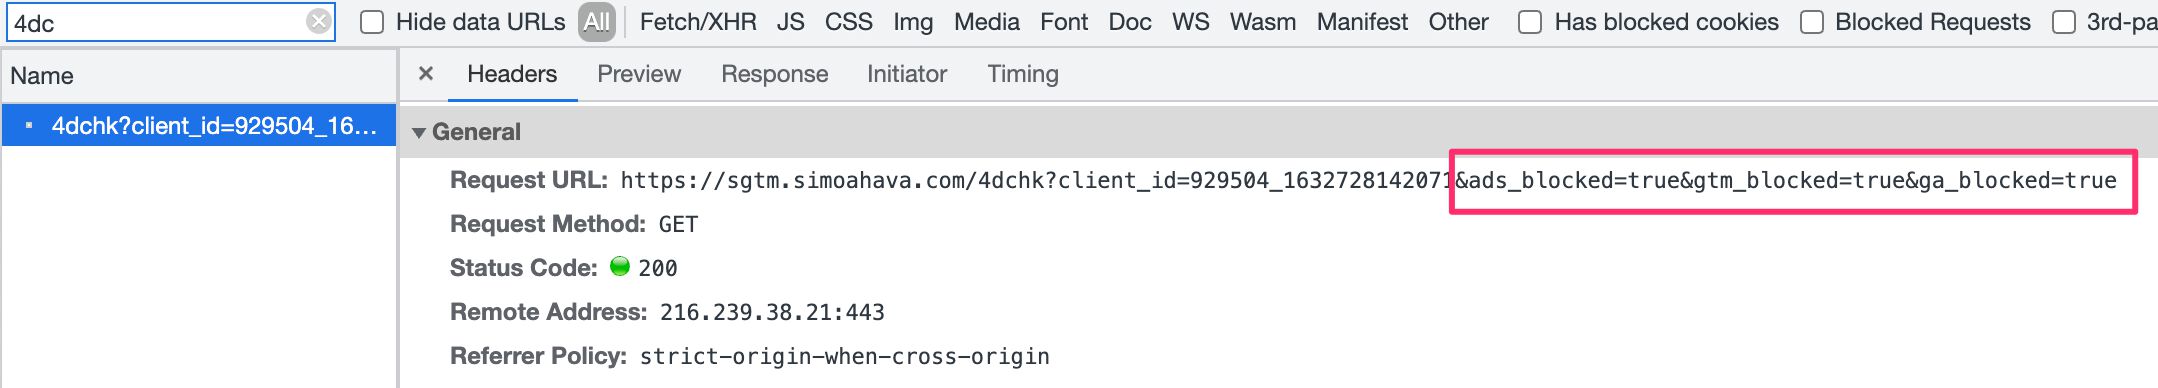 4dc Hide data URLs All Fetch/XHR JS CSS Img Media Font Doc WS Wasm Manifest Other Has blocked cookies Blocked Requests 3rd-pa
Name
Headers Preview Response Initiator Timing
4dchk?client_id=929504_16...
General
Request URL: https://sgtm.simoahava.com/4dchk?client_id=929504_1632728142071&ads_blocked=true&gtm_blocked=true&ga_blocked=true
Request Method: GET
Status Code: 200
Remote Address: 216.239.38.21:443
Referrer Policy: strict-origin-when-cross-origin